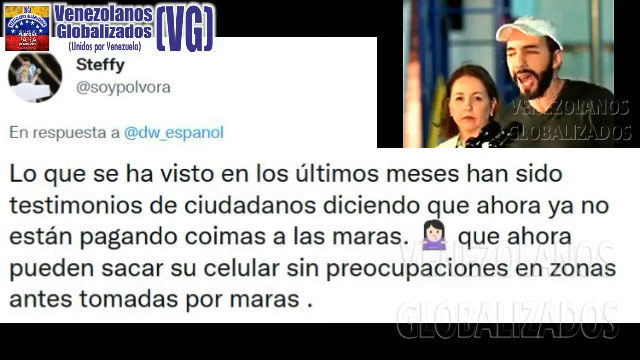 Venezolanos
Globalizados
(Unidos por Venezuela)
(VG)
Steffy
@soypolvora
En respuesta a @dw_espanol
Lo que se ha visto en los últimos meses han sido
testimonios de ciudadanos diciendo que ahora ya no
están pagando coimas a las maras. 🤷🏻‍♀️ que ahora
pueden sacar su celular sin preocupaciones en zonas
antes tomadas por maras .
VENEZOLANOS
GLOBALIZADOS
VENEZOLANOS
GLOBALIZADOS